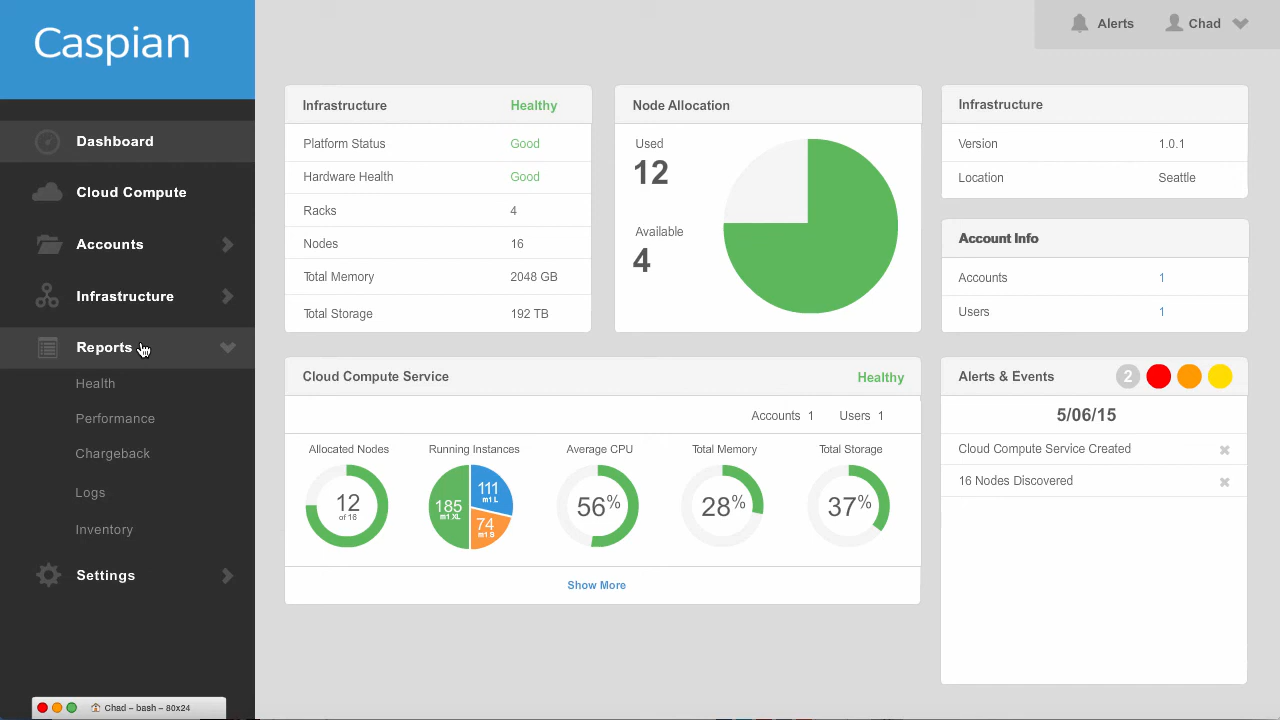 Caspian
Alerts
Chad
Dashboard
Cloud Compute
Accounts
Infrastructure
Reports
Health
Performance
Chargeback
Logs
Inventory
Settings
Chad – bash – 80x24
Infrastructure Healthy
Platform Status Good
Hardware Health Good
Racks 4
Nodes 16
Total Memory 2048 GB
Total Storage 192 TB
Node Allocation
Used
12
Available
4
Infrastructure
Version 1.0.1
Location Seattle
Account Info
Accounts 1
Users 1
Cloud Compute Service Healthy
Accounts 1 Users 1
Allocated Nodes
12
of 16
Running Instances
185
m1 XL
111
m1 L
74
m1 S
Average CPU
56%
Total Memory
28%
Total Storage
37%
Show More
Alerts & Events 2
5/06/15
Cloud Compute Service Created
16 Nodes Discovered